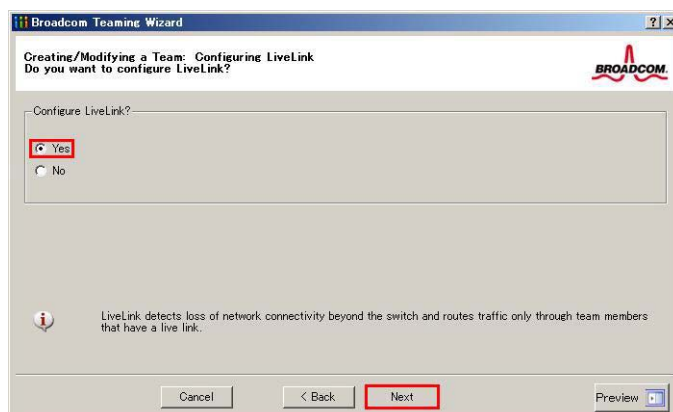 Broadcom Teaming Wizard
Creating/Modifying a Team: Configuring LiveLink
Do you want to configure LiveLink?
BROADCOM.
Configure LiveLink?
Yes
No
LiveLink detects loss of network connectivity beyond the switch and routes traffic only through team members
that have a live link.
Cancel
< Back
Next
Preview